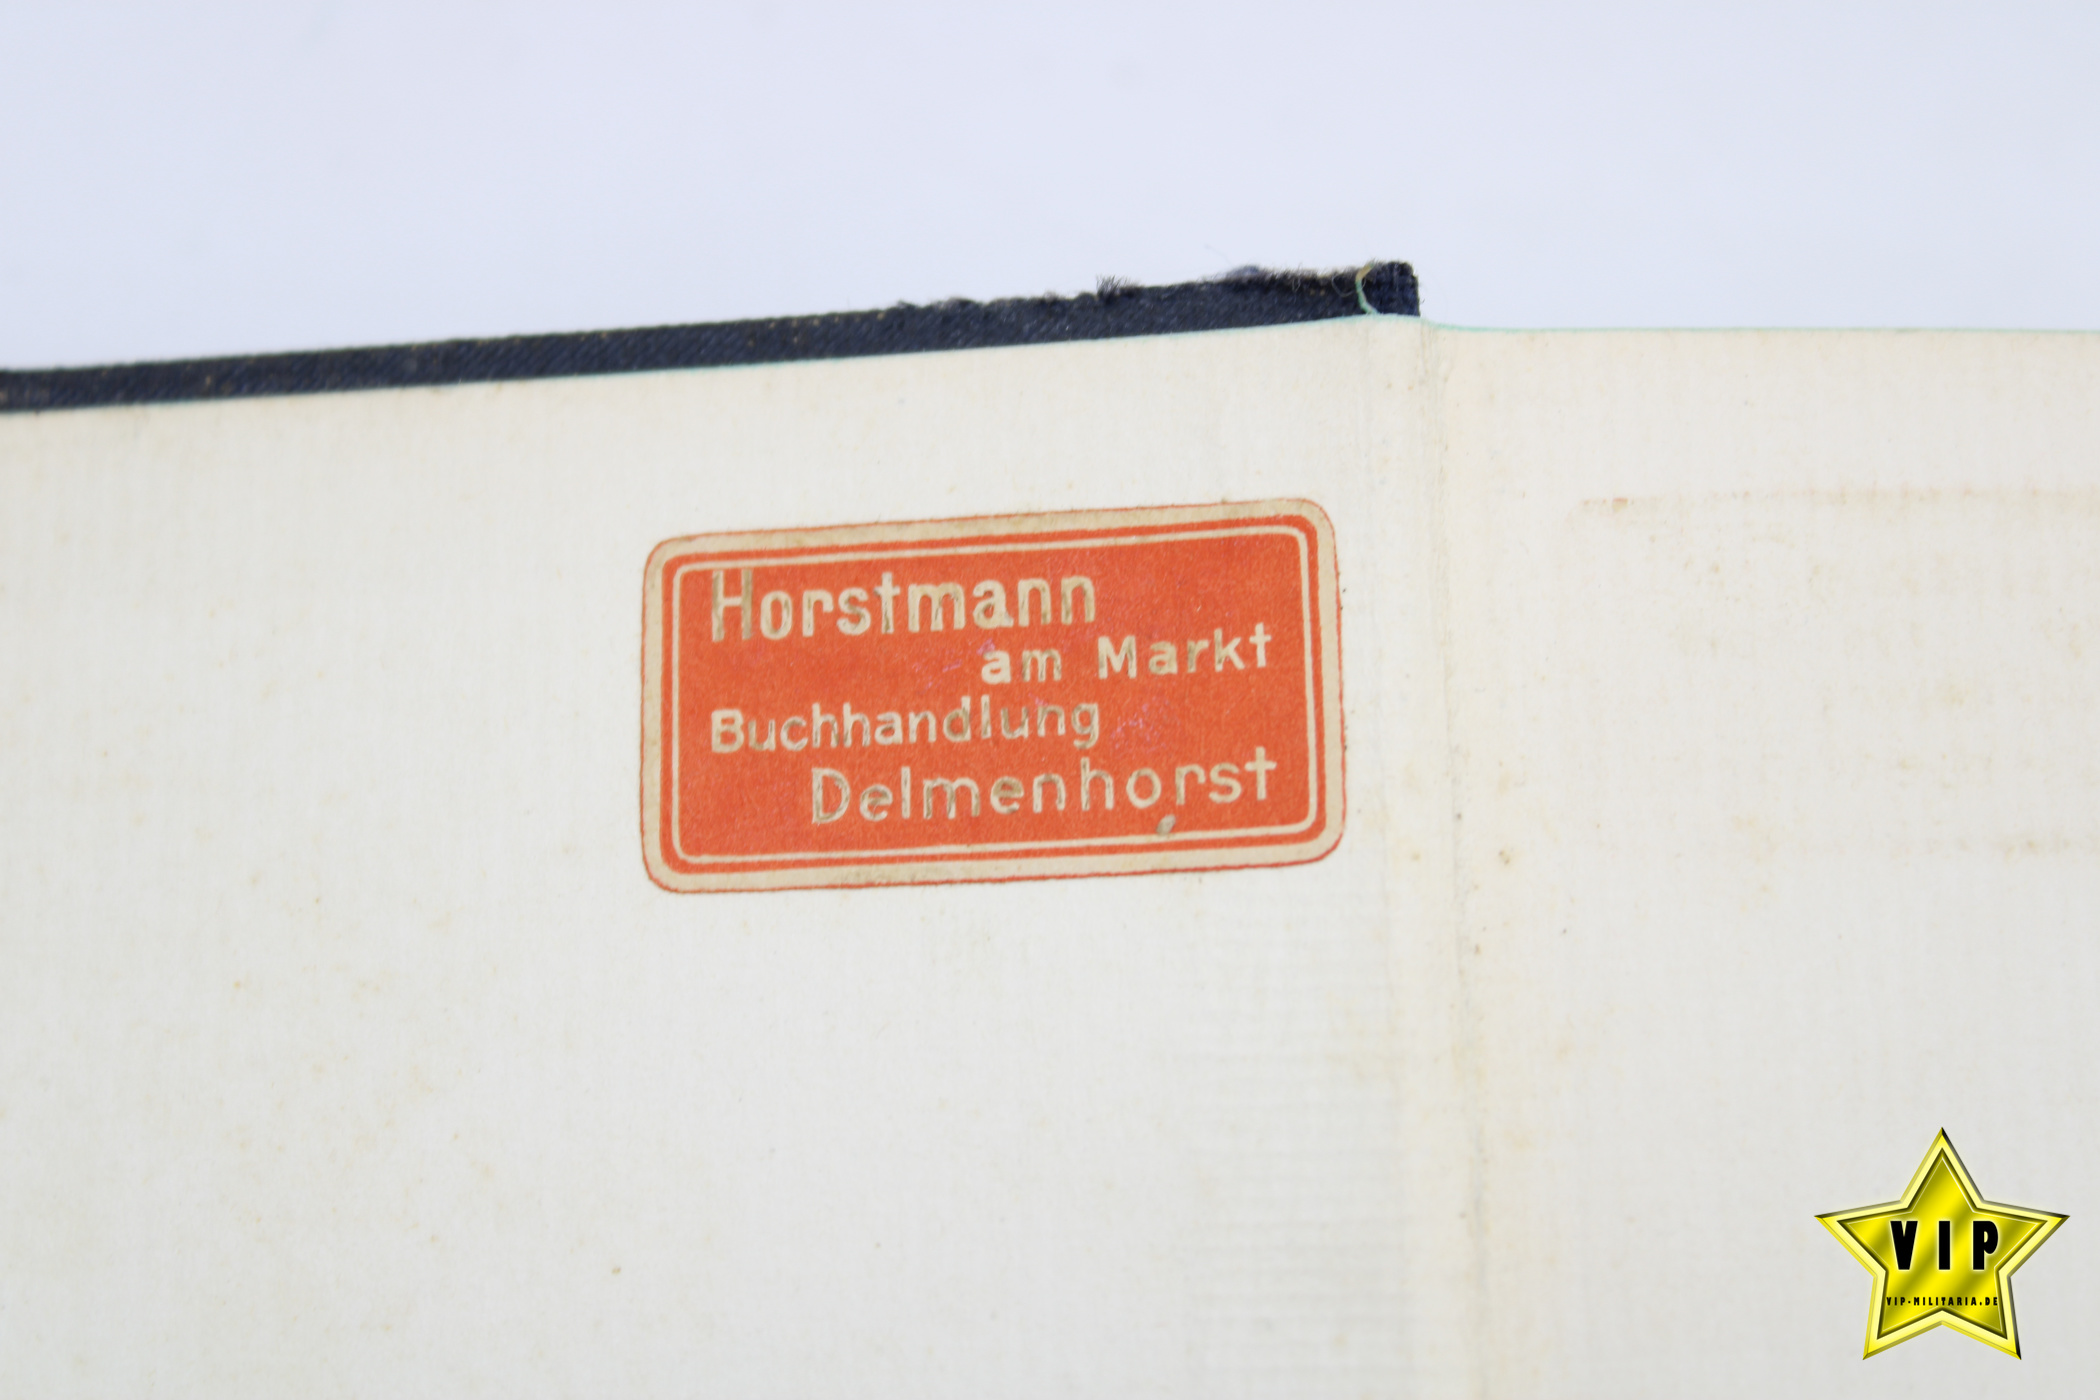 Horstmann
am Markt
Buchhandlung
Delmenhorst
VIP
VIP-MILITARIA.DE